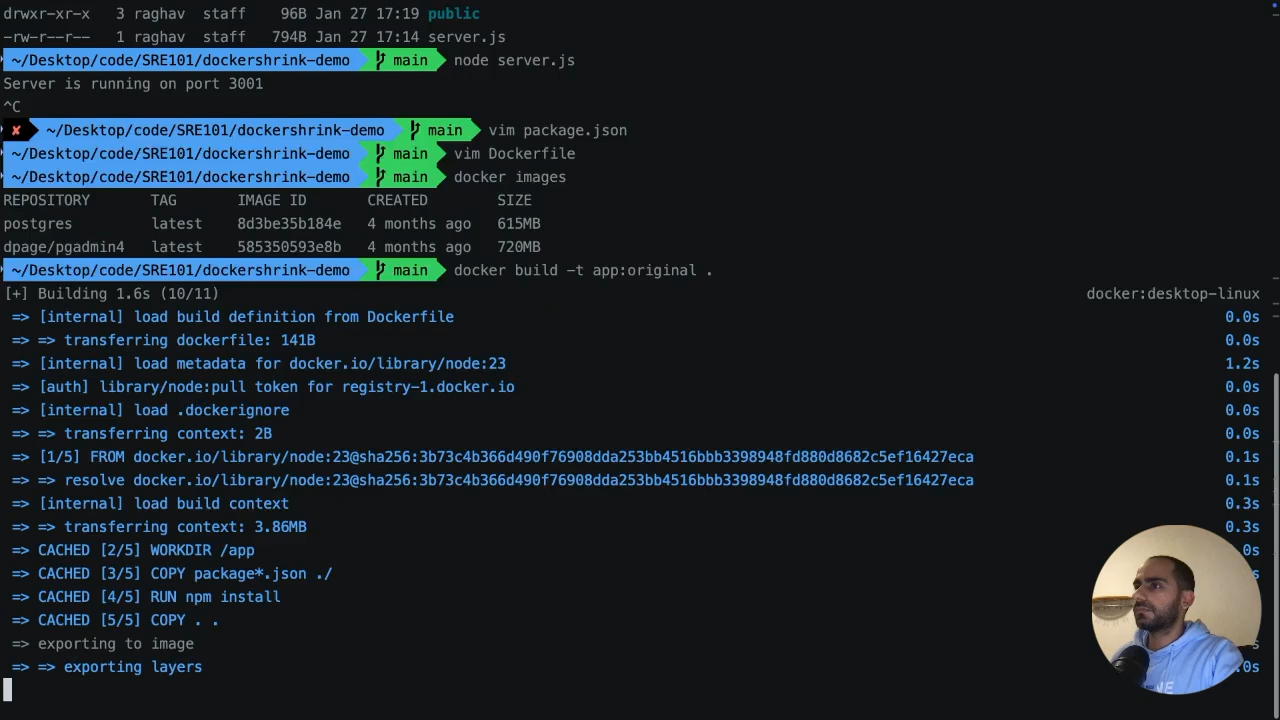 drwxr-xr-x   3 raghav  staff    96B Jan 27 17:19 public
-rw-r--r--   1 raghav  staff   794B Jan 27 17:14 server.js
~/Desktop/code/SRE101/dockershrink-demo main node server.js
Server is running on port 3001
^C
✘ ~/Desktop/code/SRE101/dockershrink-demo main vim package.json
~/Desktop/code/SRE101/dockershrink-demo main vim Dockerfile
~/Desktop/code/SRE101/dockershrink-demo main docker images
REPOSITORY       TAG       IMAGE ID       CREATED        SIZE
postgres         latest    8d3be35b184e   4 months ago   615MB
dpage/pgadmin4   latest    585350593e8b   4 months ago   720MB
~/Desktop/code/SRE101/dockershrink-demo main docker build -t app:original .
[+] Building 1.6s (10/11) docker:desktop-linux
=> [internal] load build definition from Dockerfile 0.0s
=> => transferring dockerfile: 141B 0.0s
=> [internal] load metadata for docker.io/library/node:23 1.2s
=> [auth] library/node:pull token for registry-1.docker.io 0.0s
=> [internal] load .dockerignore 0.0s
=> => transferring context: 2B 0.0s
=> [1/5] FROM docker.io/library/node:23@sha256:3b73c4b366d490f76908dda253bb4516bbb3398948fd880d8682c5ef16427eca 0.1s
=> => resolve docker.io/library/node:23@sha256:3b73c4b366d490f76908dda253bb4516bbb3398948fd880d8682c5ef16427eca 0.1s
=> [internal] load build context 0.3s
=> => transferring context: 3.86MB 0.3s
=> CACHED [2/5] WORKDIR /app 0s
=> CACHED [3/5] COPY package*.json ./ s
=> CACHED [4/5] RUN npm install
=> CACHED [5/5] COPY . .
=> exporting to image s
=> => exporting layers .0s